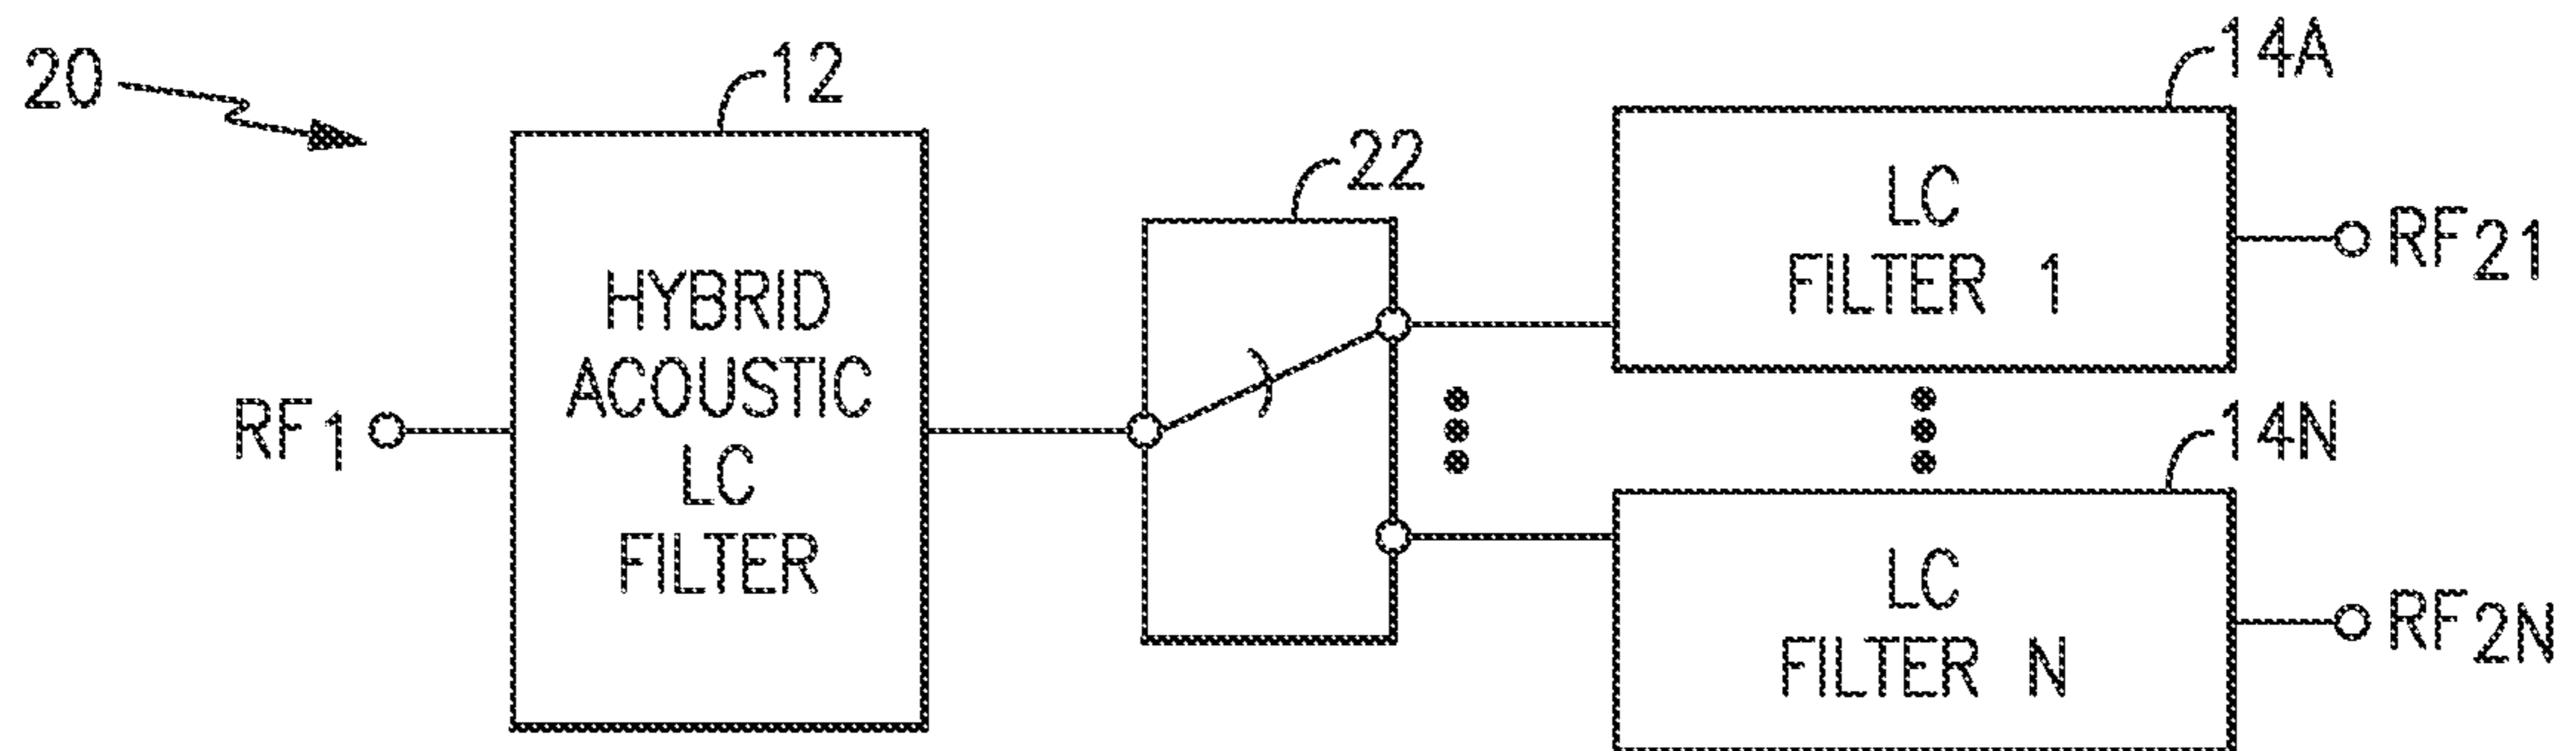 20
12
22
14A
HYBRID
ACOUSTIC
LC
FILTER
RF1
LC
FILTER 1
RF21
14N
LC
FILTER N
RF2N